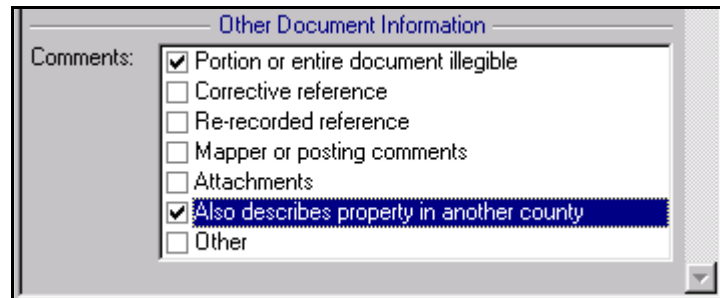 Other Document Information
Comments:
Portion or entire document illegible
Corrective reference
Re-recorded reference
Mapper or posting comments
Attachments
Also describes property in another county
Other